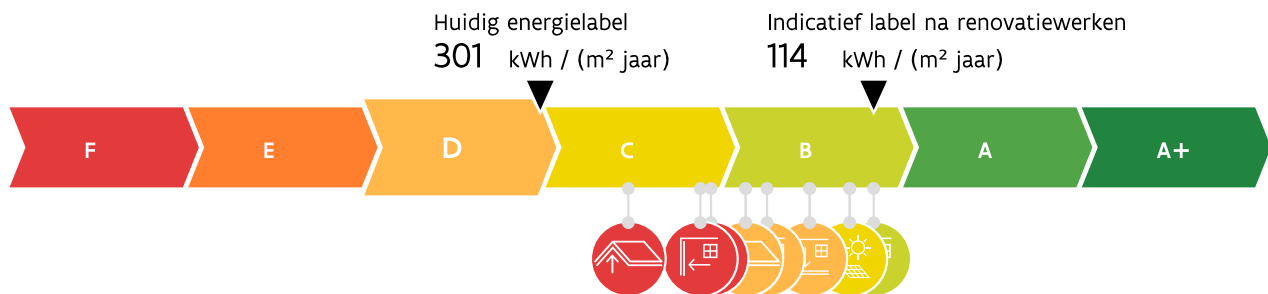 Huidig energielabel
301 kWh / (m² jaar)
Indicatief label na renovatiewerken
114 kWh / (m² jaar)
F E D C B A A+